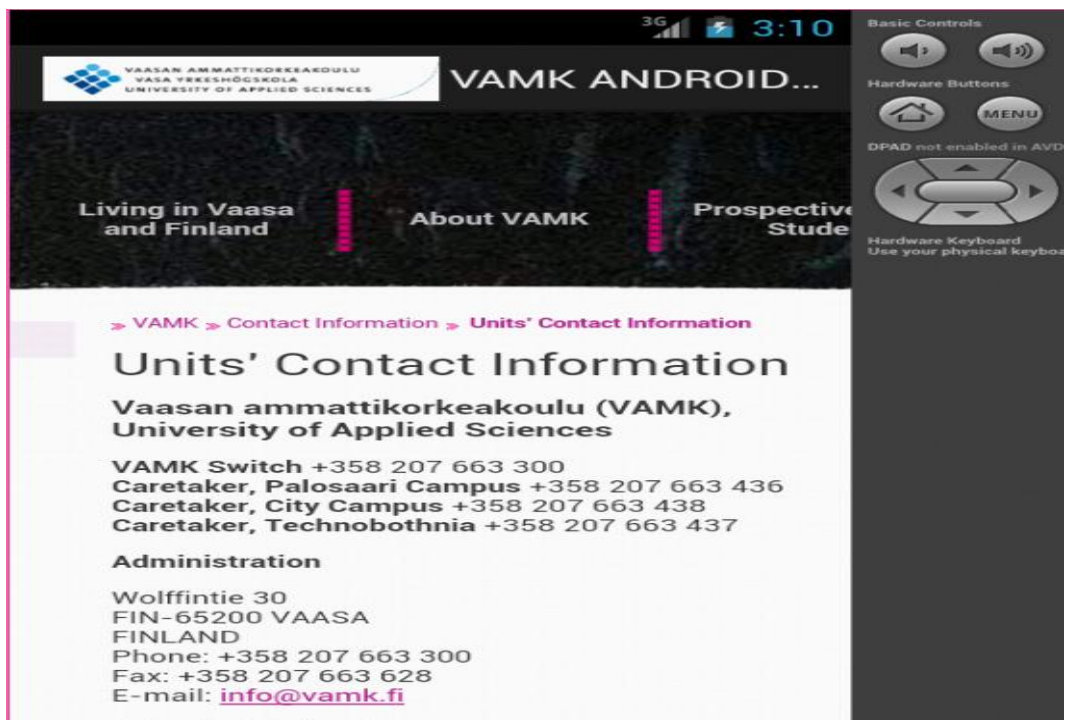 3G 3:10
VAASAN AMMATTIKORKEAKOULU
VASA YRKESHÖGSKOLA
UNIVERSITY OF APPLIED SCIENCES
VAMK ANDROID...
Living in Vaasa
and Finland
About VAMK
Prospective
Stude
» VAMK » Contact Information » Units' Contact Information
Units' Contact Information
Vaasan ammattikorkeakoulu (VAMK),
University of Applied Sciences
VAMK Switch +358 207 663 300
Caretaker, Palosaari Campus +358 207 663 436
Caretaker, City Campus +358 207 663 438
Caretaker, Technobothnia +358 207 663 437
Administration
Wolffintie 30
FIN-65200 VAASA
FINLAND
Phone: +358 207 663 300
Fax: +358 207 663 628
E-mail: info@vamk.fi
Basic Controls
Hardware Buttons
MENU
DPAD not enabled in AVD
Hardware Keyboard
Use your physical keyboa